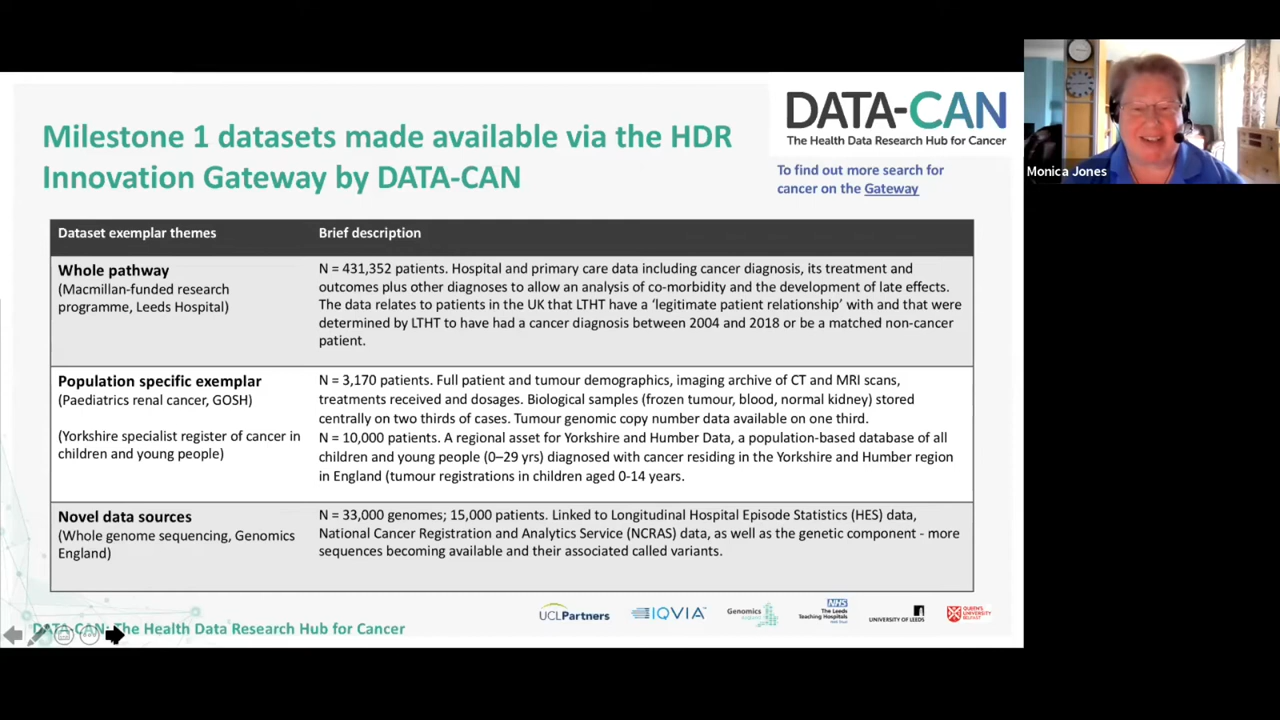 Milestone 1 datasets made available via the HDR
Innovation Gateway by DATA-CAN
DATA-CAN
The Health Data Research Hub for Cancer
To find out more search for
cancer on the Gateway
Monica Jones
Dataset exemplar themes
Brief description
Whole pathway
(Macmillan-funded research
programme, Leeds Hospital)
N = 431,352 patients. Hospital and primary care data including cancer diagnosis, its treatment and
outcomes plus other diagnoses to allow an analysis of co-morbidity and the development of late effects.
The data relates to patients in the UK that LTHT have a ‘legitimate patient relationship’ with and that were
determined by LTHT to have had a cancer diagnosis between 2004 and 2018 or be a matched non-cancer
patient.
Population specific exemplar
(Paediatrics renal cancer, GOSH)
(Yorkshire specialist register of cancer in
children and young people)
N = 3,170 patients. Full patient and tumour demographics, imaging archive of CT and MRI scans,
treatments received and dosages. Biological samples (frozen tumour, blood, normal kidney) stored
centrally on two thirds of cases. Tumour genomic copy number data available on one third.
N = 10,000 patients. A regional asset for Yorkshire and Humber Data, a population-based database of all
children and young people (0–29 yrs) diagnosed with cancer residing in the Yorkshire and Humber region
in England (tumour registrations in children aged 0-14 years.
Novel data sources
(Whole genome sequencing, Genomics
England)
N = 33,000 genomes; 15,000 patients. Linked to Longitudinal Hospital Episode Statistics (HES) data,
National Cancer Registration and Analytics Service (NCRAS) data, as well as the genetic component - more
sequences becoming available and their associated called variants.
DATA-CAN: The Health Data Research Hub for Cancer
UCLPartners
IQVIA
Genomics
england
NHS
The Leeds
Teaching Hospitals
NHS Trust
UNIVERSITY OF LEEDS
QUEEN'S
UNIVERSITY
BELFAST